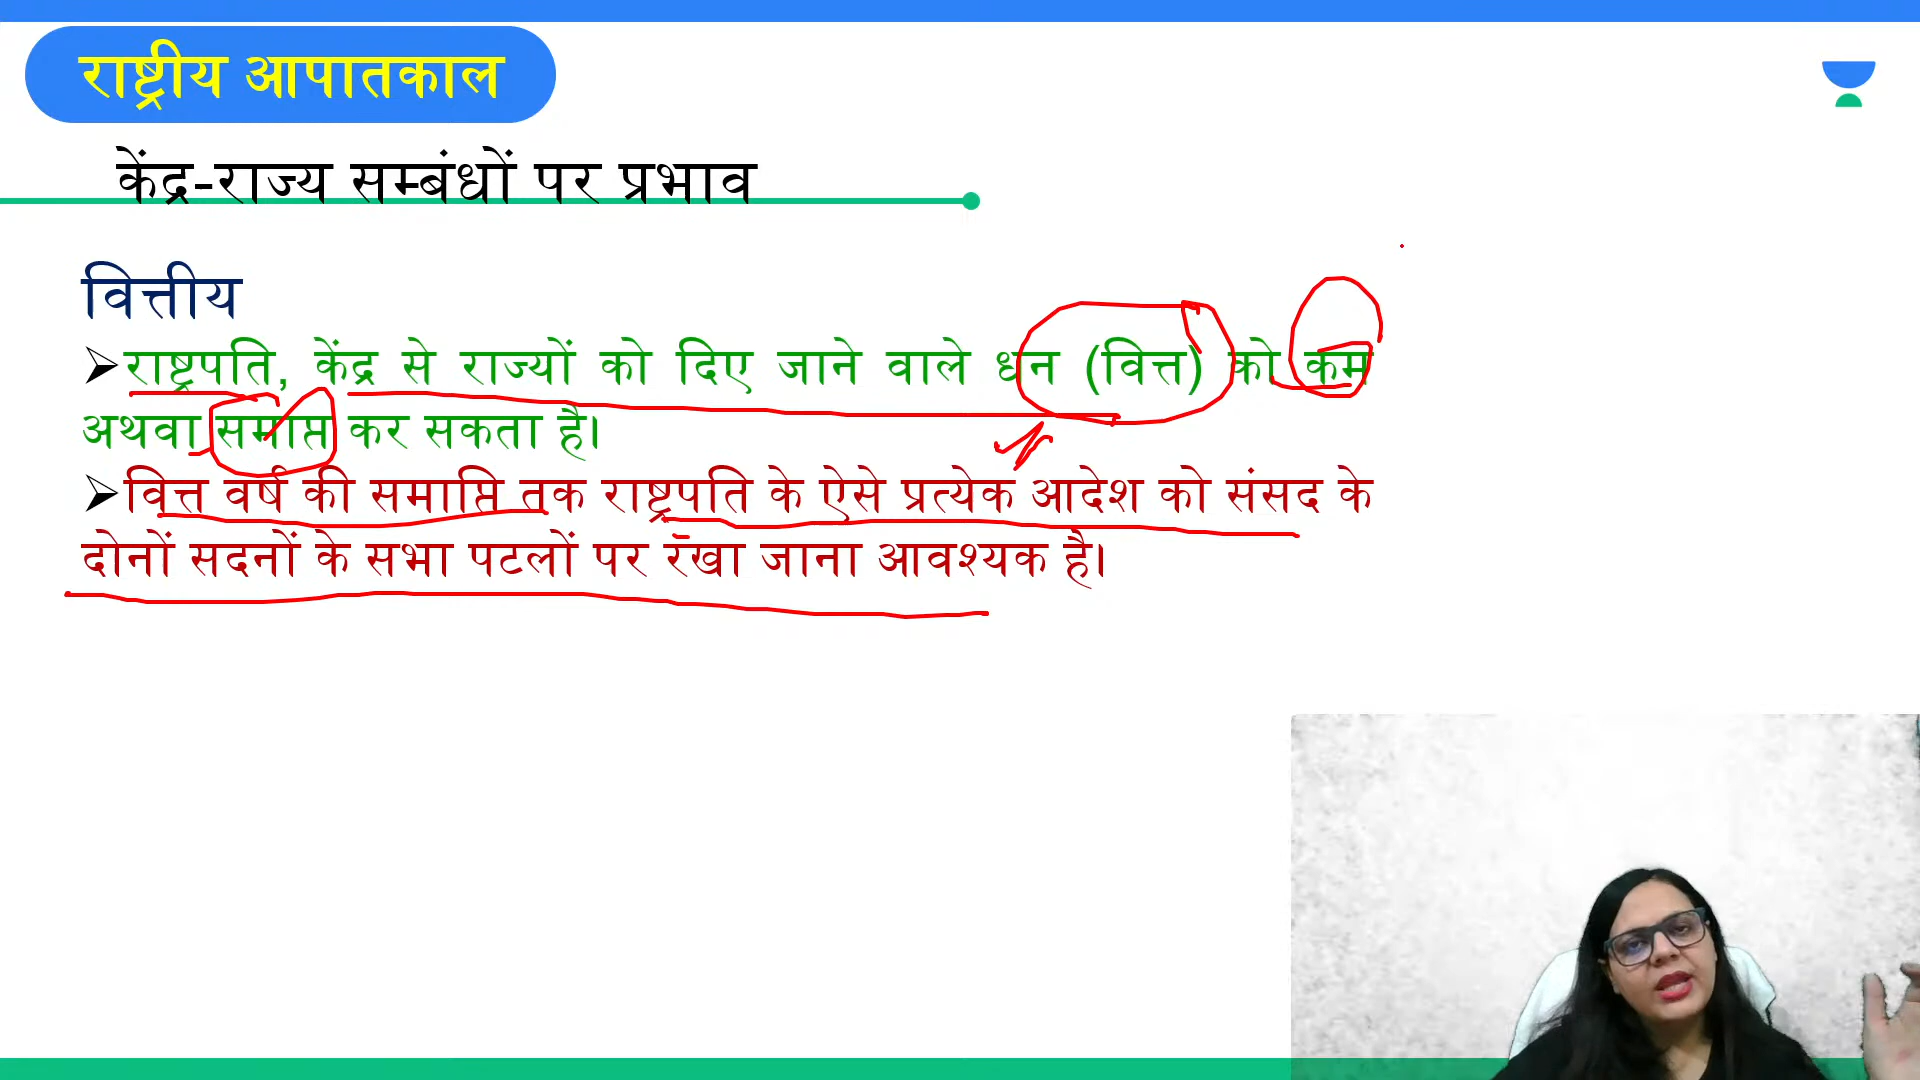 राष्ट्रीय आपातकाल
केंद्र-राज्य सम्बंधों पर प्रभाव
वित्तीय
➢राष्ट्रपति, केंद्र से राज्यों को दिए जाने वाले धन (वित्त) को कम
अथवा समाप्त कर सकता है।
➢वित्त वर्ष की समाप्ति तक राष्ट्रपति के ऐसे प्रत्येक आदेश को संसद के
दोनों सदनों के सभा पटलों पर रखा जाना आवश्यक है।